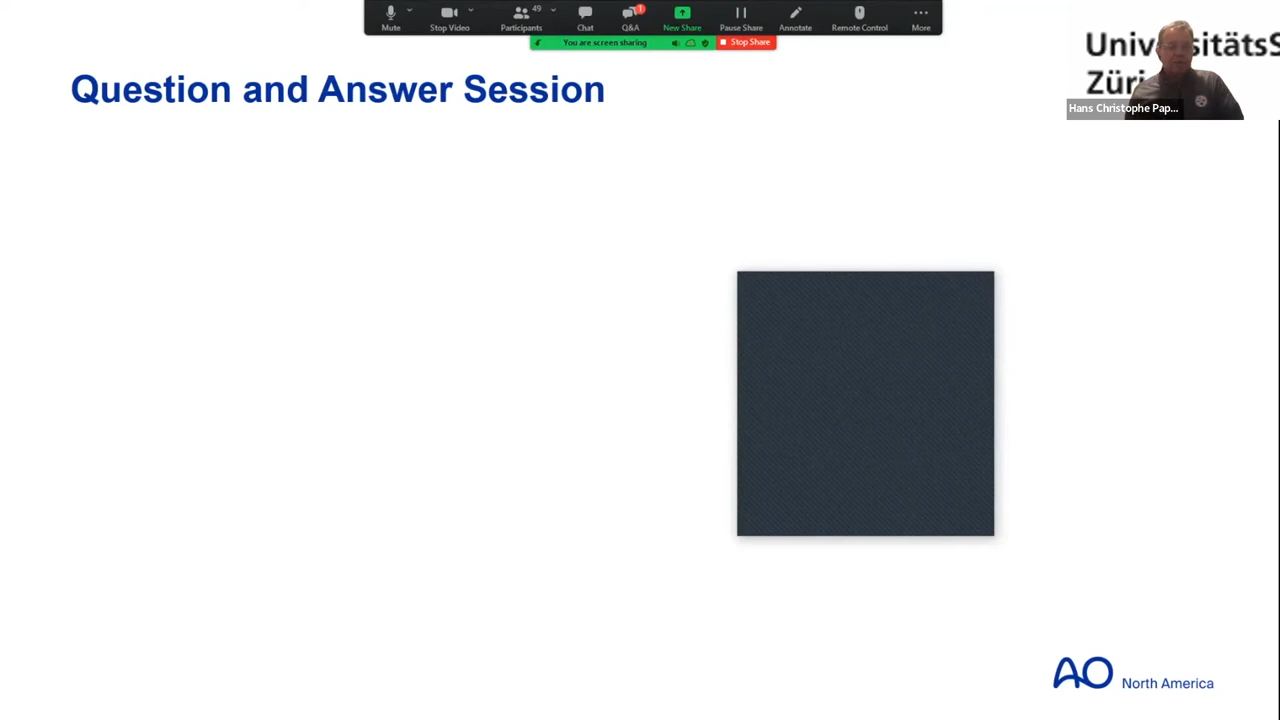 49
1
Mute
Stop Video
Participants
Chat
Q&A
New Share
Pause Share
Annotate
Remote Control
More
You are screen sharing
Stop Share
Question and Answer Session
Züri
Hans Christophe Pap...
AO
North America